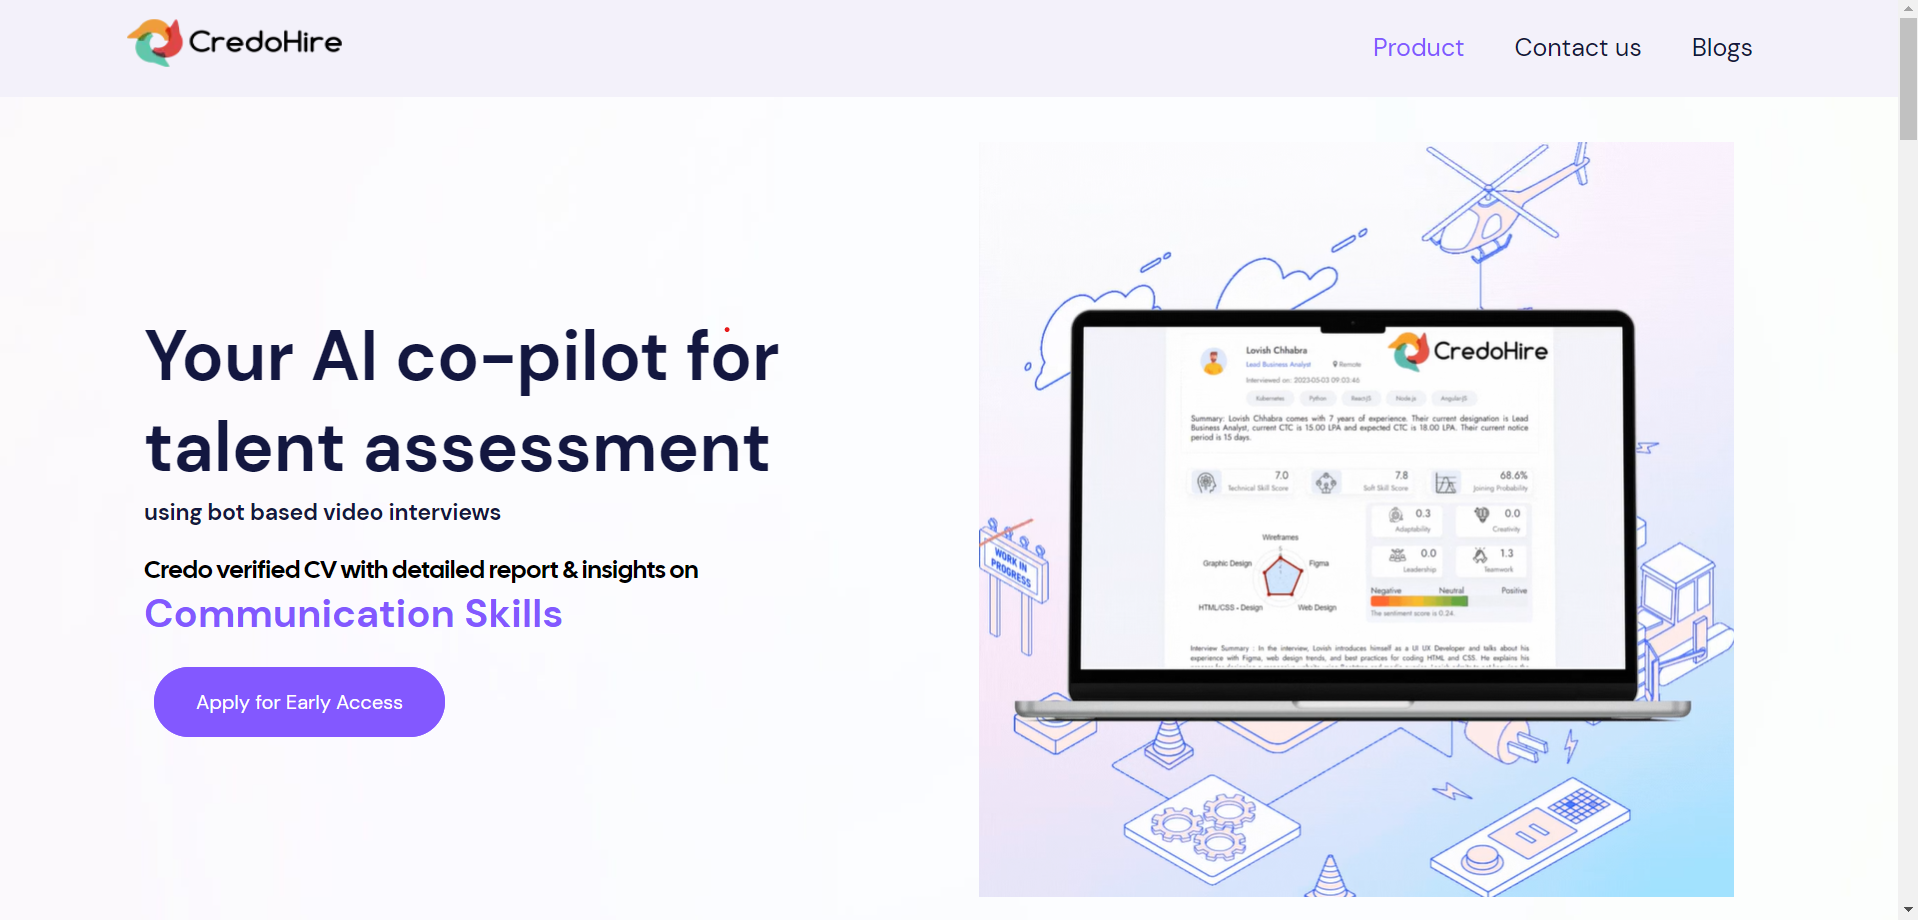 CredoHire
Product
Contact us
Blogs
Your AI co-pilot for
talent assessment
using bot based video interviews
Credo verified CV with detailed report & insights on
Communication Skills
Apply for Early Access
Lovish Chhabra
Lead Business Analyst
Remote
Interviewed on: 2023-05-03 09:03:46
CredoHire
Kubernetes
Python
ReactJS
Node.js
AngularJS
Summary: Lovish Chhabra comes with 7 years of experience. Their current designation is Lead
Business Analyst, current CTC is 15.00 LPA and expected CTC is 18.00 LPA. Their current notice
period is 15 days.
7.0
Technical Skill Score
7.8
Soft Skill Score
68.6%
Joining Probability
0.3
Adaptability
0.0
Creativity
0.0
Leadership
1.3
Teamwork
Wireframes
Graphic Design
Figma
HTML/CSS - Design
Web Design
Negative
Neutral
Positive
The sentiment score is 0.24
Interview Summary : In the interview, Lovish introduces himself as a UI UX Developer and talks about his
experience with Figma, web design trends, and best practices for coding HTML and CSS. He explains his
WORK IN
PROGRESS